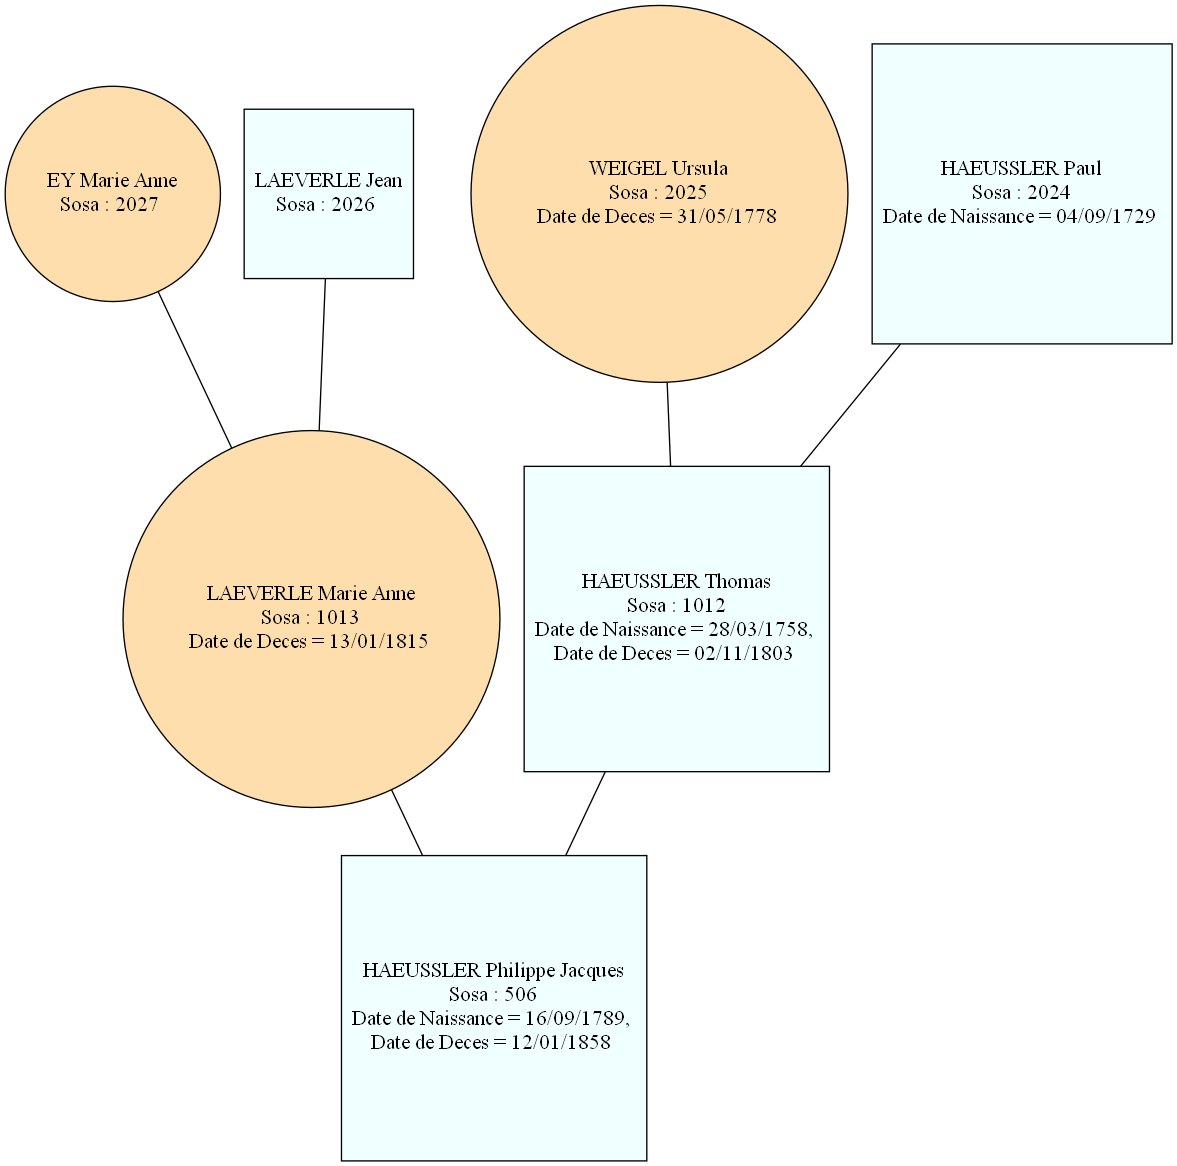 EY Marie Anne
Sosa : 2027
LAEVERLE Jean
Sosa : 2026
WEIGEL Ursula
Sosa : 2025
Date de Deces = 31/05/1778
HAEUSSLER Paul
Sosa : 2024
Date de Naissance = 04/09/1729
LAEVERLE Marie Anne
Sosa : 1013
Date de Deces = 13/01/1815
HAEUSSLER Thomas
Sosa : 1012
Date de Naissance = 28/03/1758,
Date de Deces = 02/11/1803
HAEUSSLER Philippe Jacques
Sosa : 506
Date de Naissance = 16/09/1789,
Date de Deces = 12/01/1858